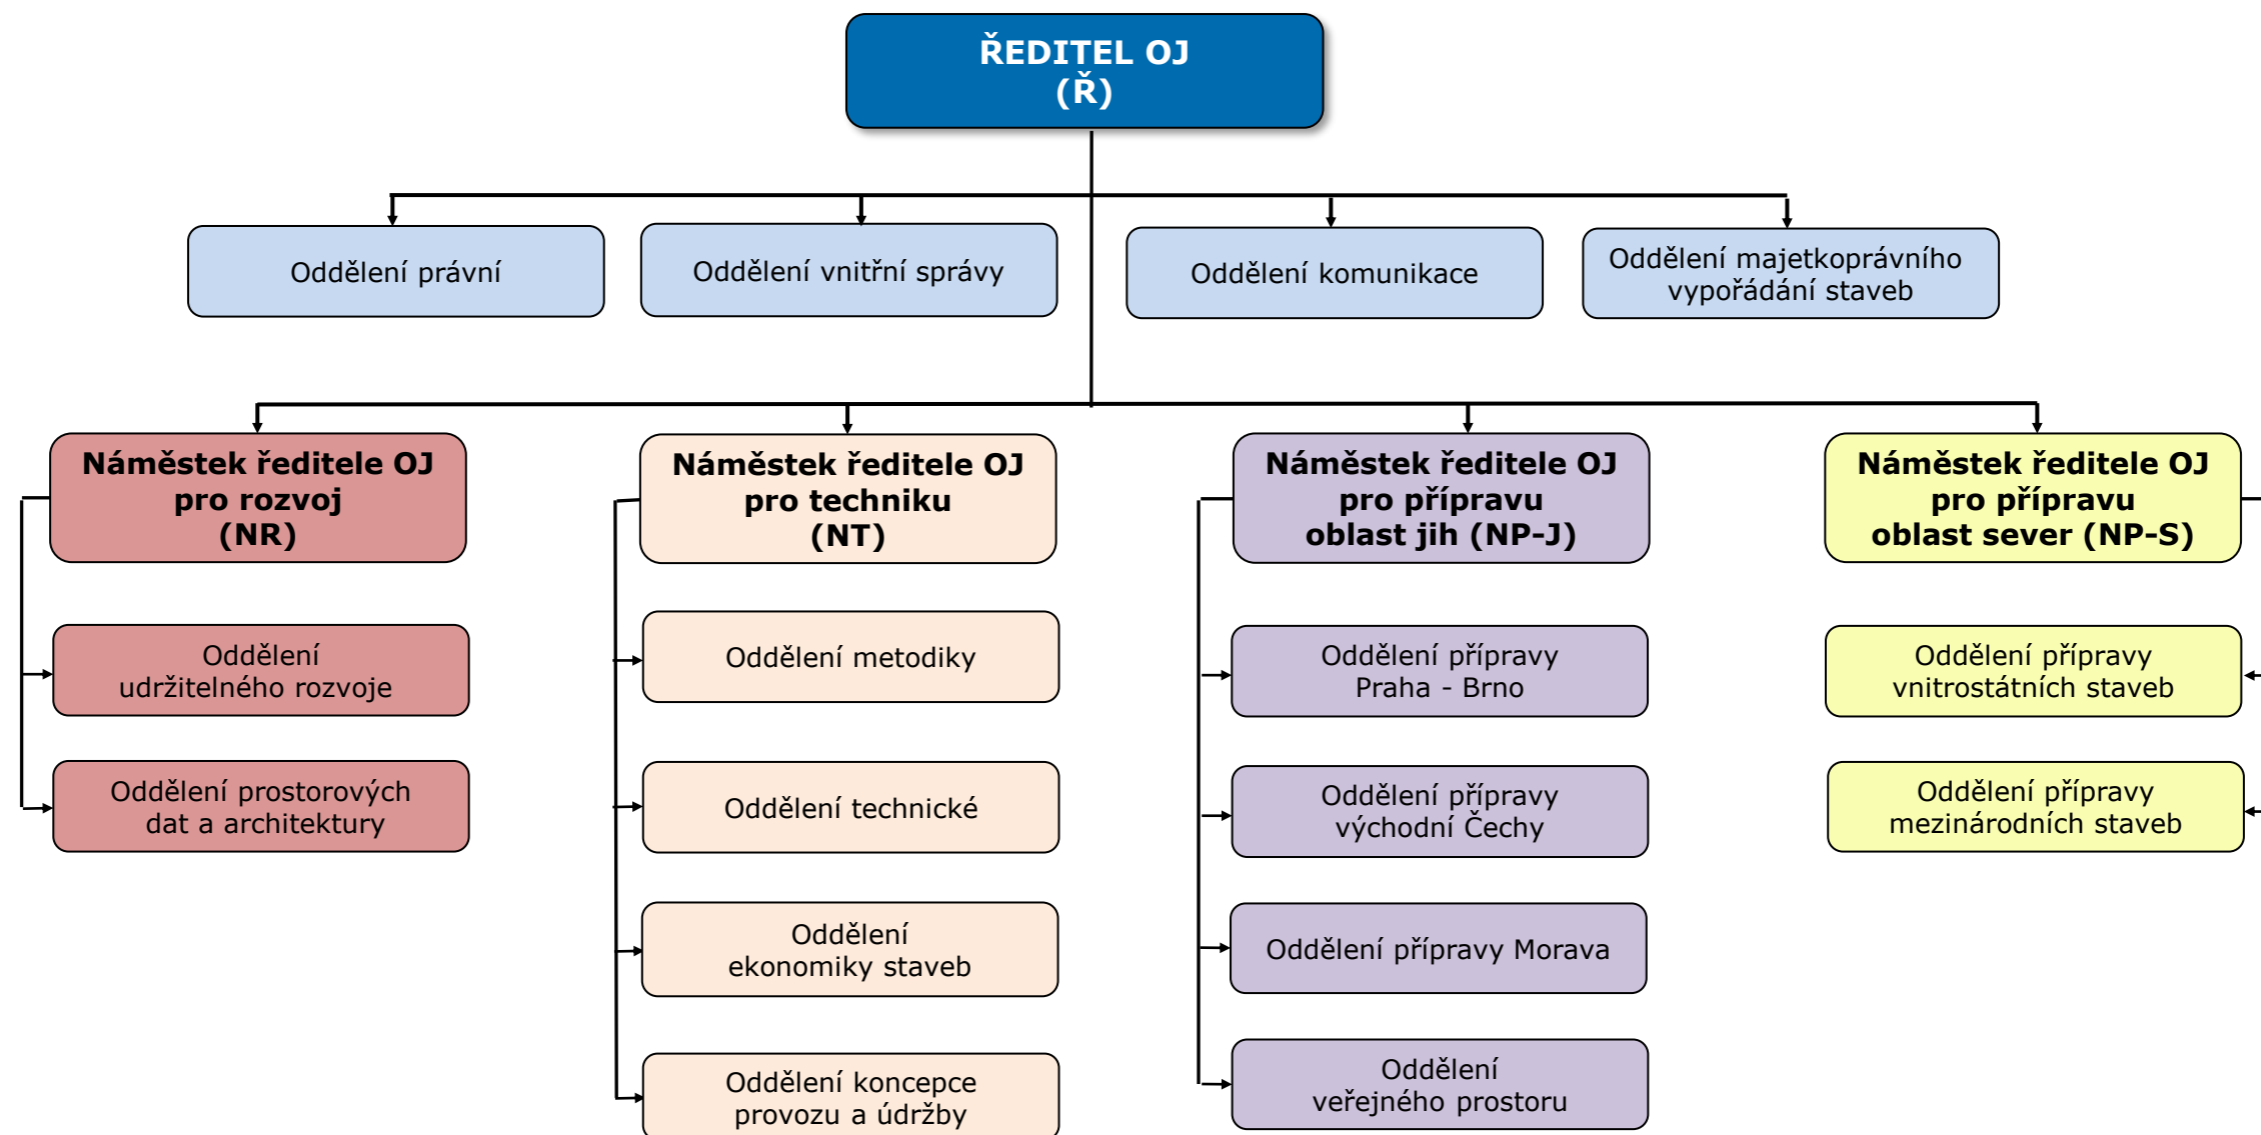 ŘEDITEL OJ
(Ř)
Oddělení právní
Oddělení vnitřní správy
Oddělení komunikace
Oddělení majetkoprávního
vypořádání staveb
Náměstek ředitele OJ
pro rozvoj
(NR)
Náměstek ředitele OJ
pro techniku
(NT)
Náměstek ředitele OJ
pro přípravu
oblast jih (NP-J)
Náměstek ředitele OJ
pro přípravu
oblast sever (NP-S)
Oddělení
udržitelného rozvoje
Oddělení prostorových
dat a architektury
Oddělení metodiky
Oddělení technické
Oddělení
ekonomiky staveb
Oddělení koncepce
provozu a údržby
Oddělení přípravy
Praha - Brno
Oddělení přípravy
východní Čechy
Oddělení přípravy Morava
Oddělení
veřejného prostoru
Oddělení přípravy
vnitrostátních staveb
Oddělení přípravy
mezinárodních staveb